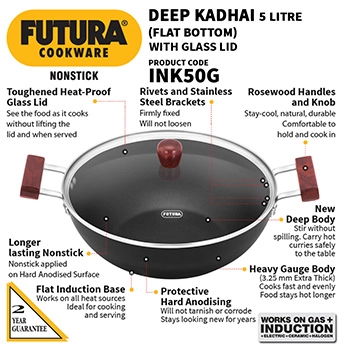 FUTURA®
COOKWARE
NONSTICK
DEEP KADHAI 5 LITRE
(FLAT BOTTOM)
WITH GLASS LID
PRODUCT CODE
INK50G
Toughened Heat-Proof
Glass Lid
See the food as it cooks
without lifting the
lid and when served
Rivets and Stainless
Steel Brackets
Firmly fixed
Will not loosen
Rosewood Handles
and Knob
Stay-cool, natural, durable
Comfortable to
hold and cook in
FUTURA
New
Deep Body
Stir without
spilling. Carry hot
curries safely
to the table
Longer
lasting Nonstick
Nonstick applied
on Hard Anodised Surface
Heavy Gauge Body
(3.25 mm Extra Thick)
Cooks fast and evenly
Food stays hot longer
Flat Induction Base
Works on all heat sources
Ideal for cooking
and serving
Protective
Hard Anodising
Will not tarnish or corrode
Stays looking new for years
2
YEAR
GUARANTEE
WORKS ON GAS +
INDUCTION
+ELECTRIC+CERAMIC+HALOGEN